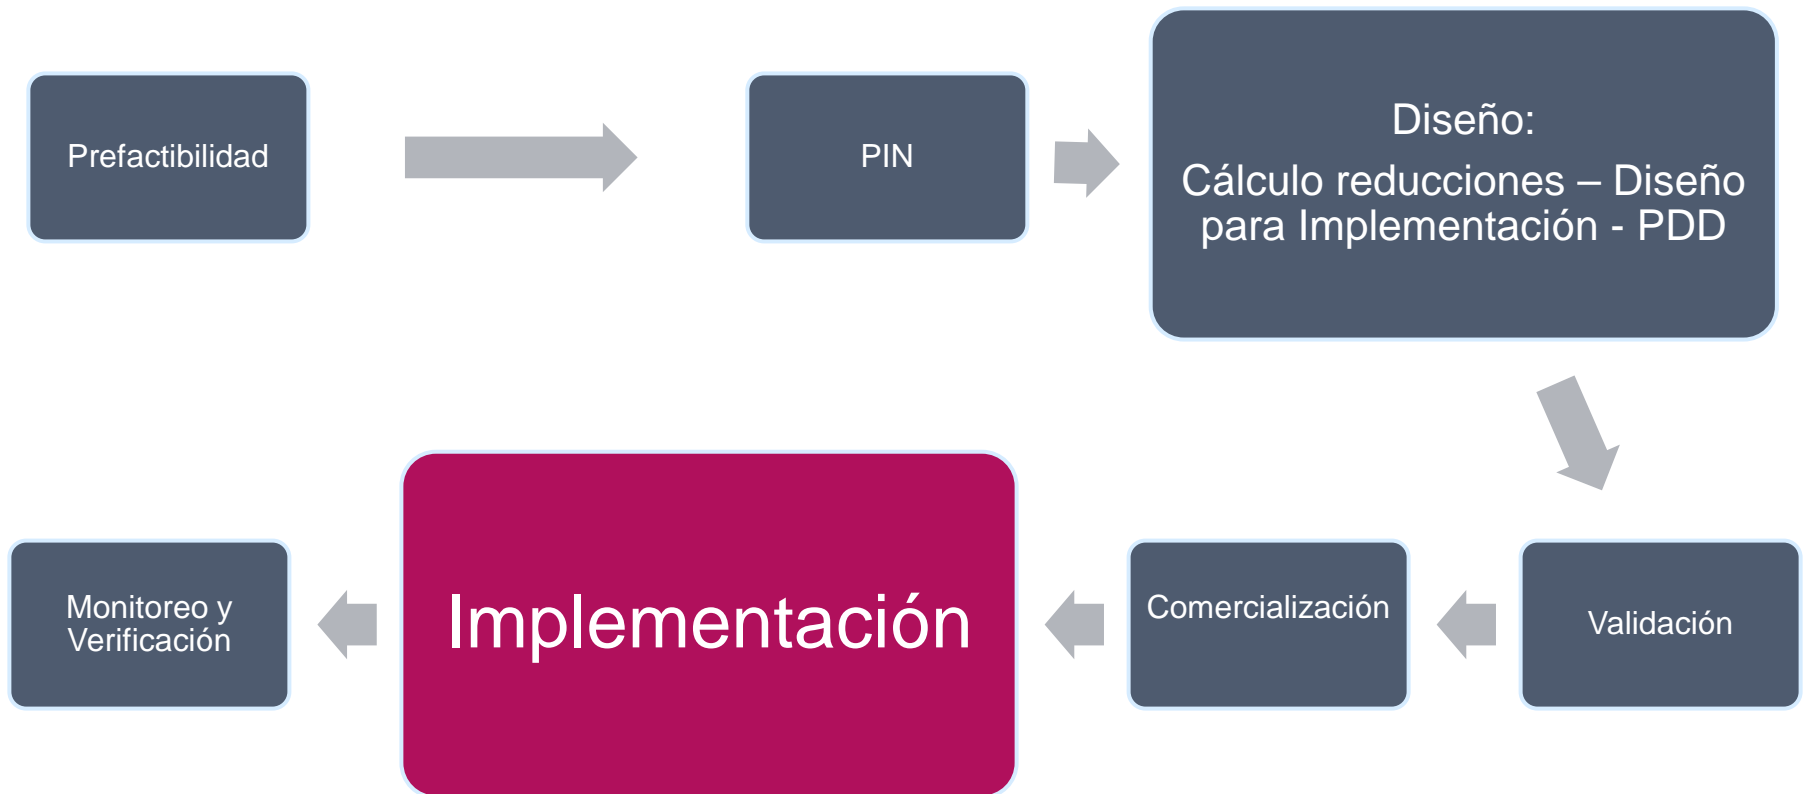 Prefactibilidad
PIN
Diseño:
Cálculo reducciones – Diseño
para Implementación - PDD
Validación
Comercialización
Implementación
Monitoreo y
Verificación